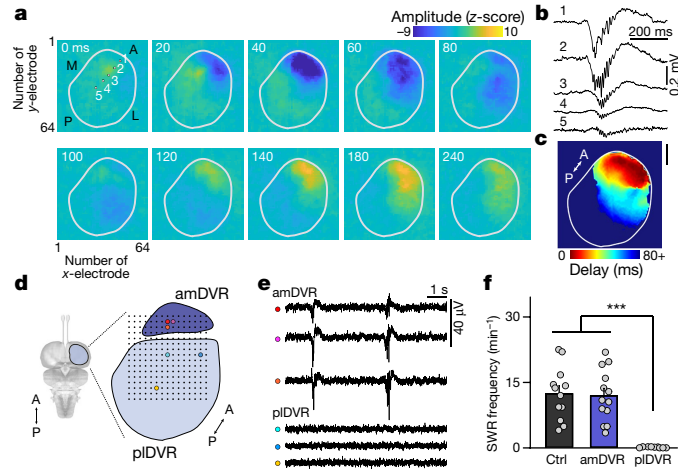 a
Amplitude (z-score)
−9 10
Number of
y-electrode
1
64
0 ms 20 40 60 80
A
M
P
L
1
2
3
4
5
100 120 140 180 240
1 64
Number of
x-electrode
b
1
2
3
4
5
200 ms
0.2 mV
c
A
P
0 80+
Delay (ms)
d
amDVR
plDVR
A
P
A
P
e
amDVR
plDVR
1 s
40 μV
f
SWR frequency (min−1)
30
15
0
***
Ctrl amDVR plDVR